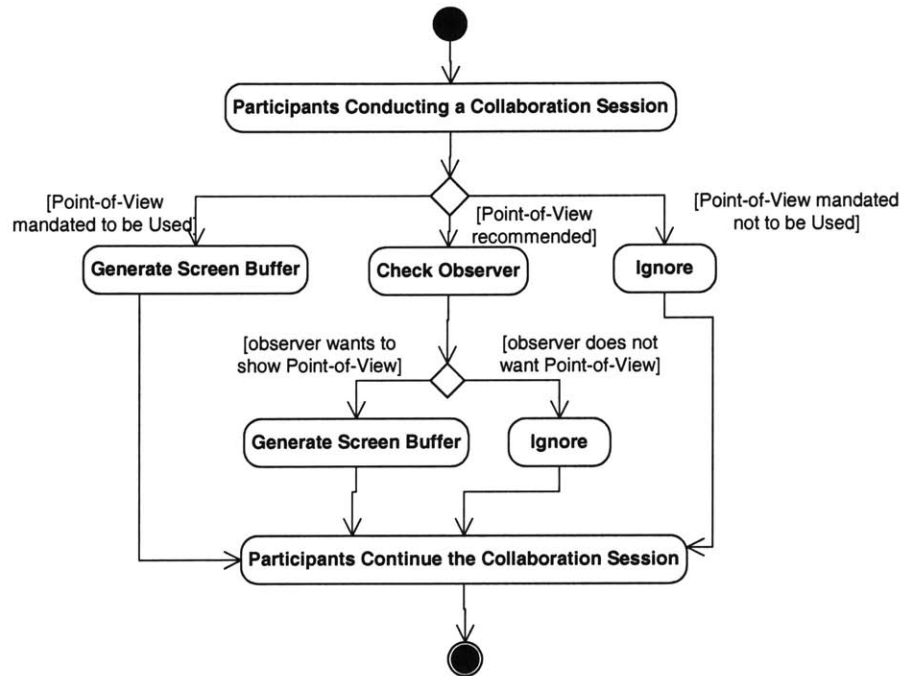 Participants Conducting a Collaboration Session
[Point-of-View
mandated to be Used]
[Point-of-View
recommended]
[Point-of-View mandated
not to be Used]
Generate Screen Buffer
Check Observer
Ignore
[observer wants to
show Point-of-View]
[observer does not
want Point-of-View]
Generate Screen Buffer
Ignore
Participants Continue the Collaboration Session